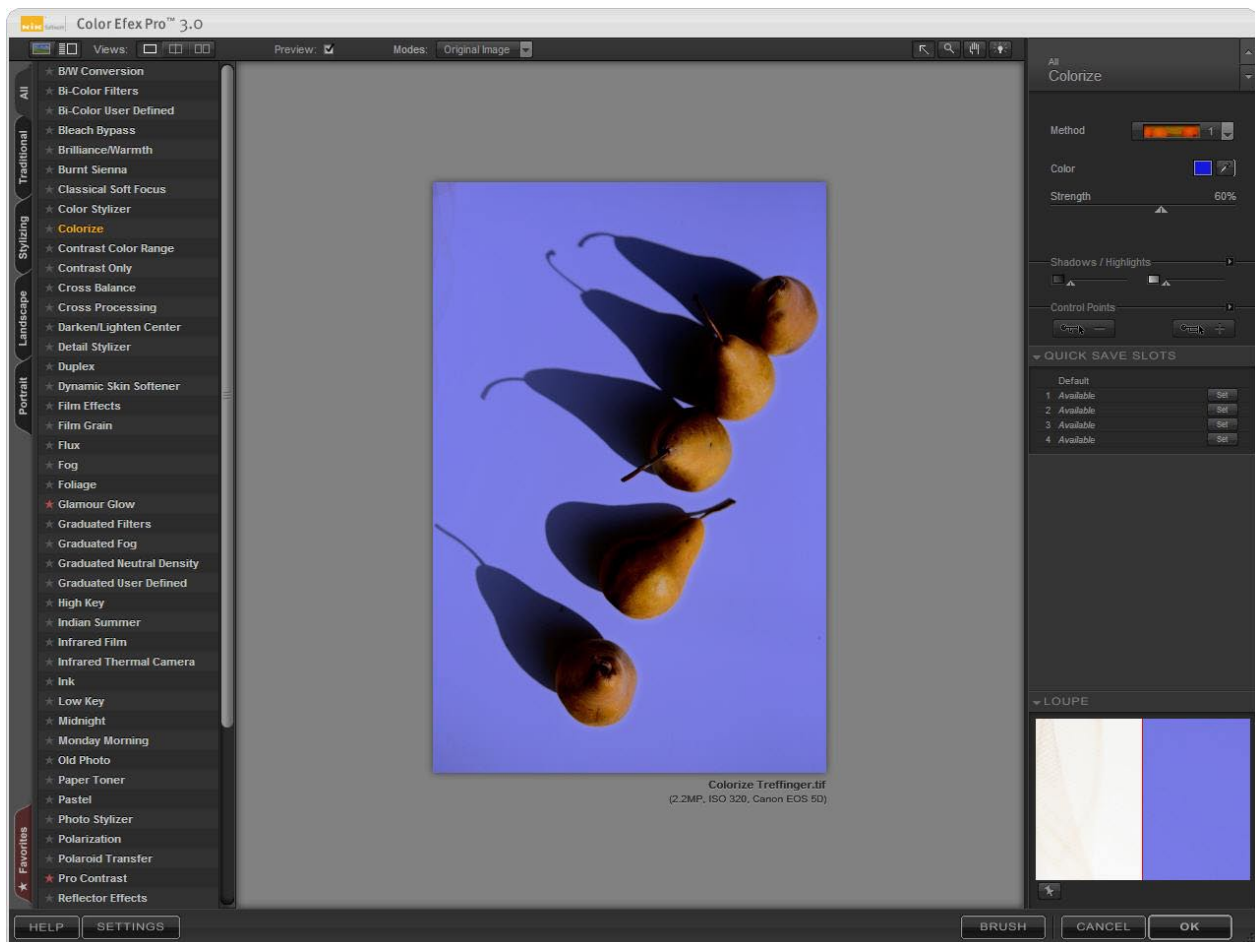 nik Software Color Efex Pro™ 3.0
Views: Preview: Modes: Original Image
All
Traditional
Stylizing
Landscape
Portrait
Favorites
B/W Conversion
Bi-Color Filters
Bi-Color User Defined
Bleach Bypass
Brilliance/Warmth
Burnt Sienna
Classical Soft Focus
Color Stylizer
Colorize
Contrast Color Range
Contrast Only
Cross Balance
Cross Processing
Darken/Lighten Center
Detail Stylizer
Duplex
Dynamic Skin Softener
Film Effects
Film Grain
Flux
Fog
Foliage
Glamour Glow
Graduated Filters
Graduated Fog
Graduated Neutral Density
Graduated User Defined
High Key
Indian Summer
Infrared Film
Infrared Thermal Camera
Ink
Low Key
Midnight
Monday Morning
Old Photo
Paper Toner
Pastel
Photo Stylizer
Polarization
Polaroid Transfer
Pro Contrast
Reflector Effects
Colorize Treffinger.tif
(2.2MP, ISO 320, Canon EOS 5D)
All
Colorize
Method 1
Color
Strength 60%
Shadows / Highlights
Control Points
QUICK SAVE SLOTS
Default
1 Available Set
2 Available Set
3 Available Set
4 Available Set
LOUPE
HELP SETTINGS BRUSH CANCEL OK